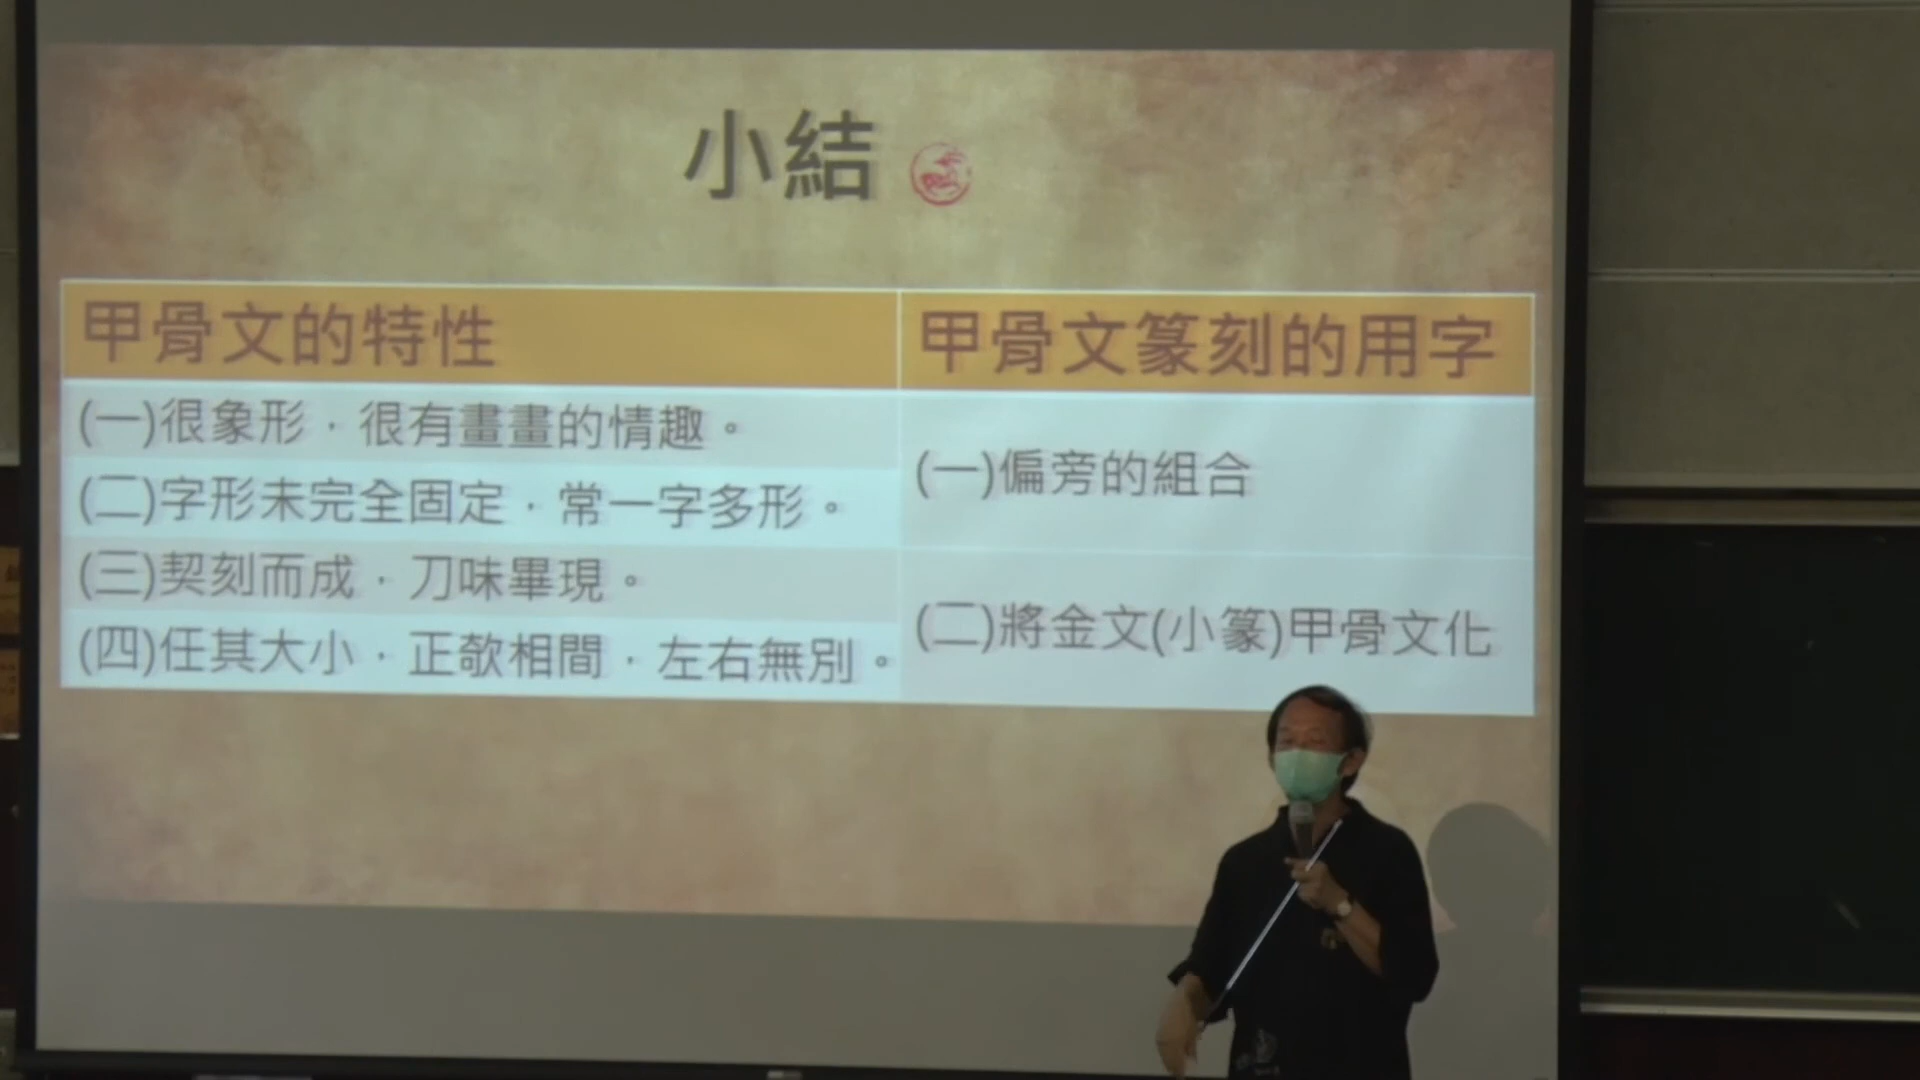 小結
甲骨文的特性
甲骨文篆刻的用字
(一)很象形，很有畫畫的情趣。
(二)字形未完全固定，常一字多形。
(三)契刻而成，刀味畢現。
(四)任其大小，正欹相間，左右無別。
(一)偏旁的組合
(二)將金文(小篆)甲骨文化